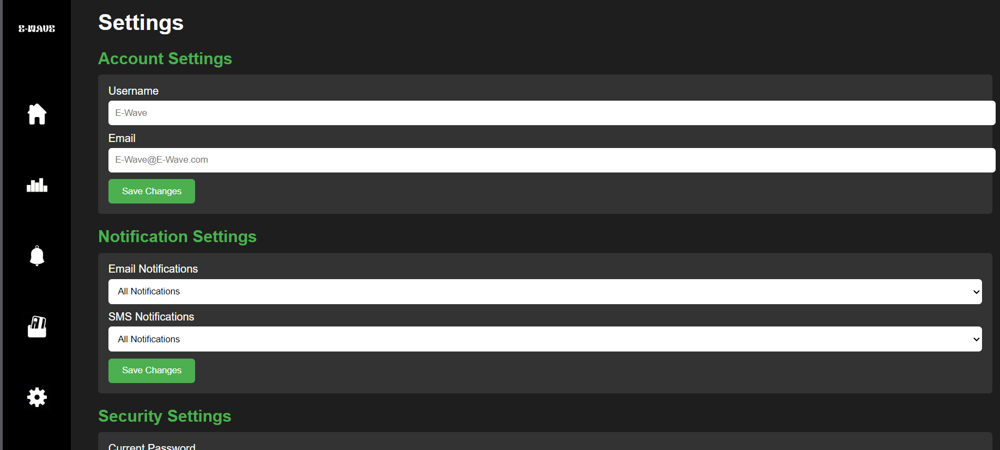 E-WAVE
Settings
Account Settings
Username
E-Wave
Email
E-Wave@E-Wave.com
Save Changes
Notification Settings
Email Notifications
All Notifications
SMS Notifications
All Notifications
Save Changes
Security Settings
Current Password